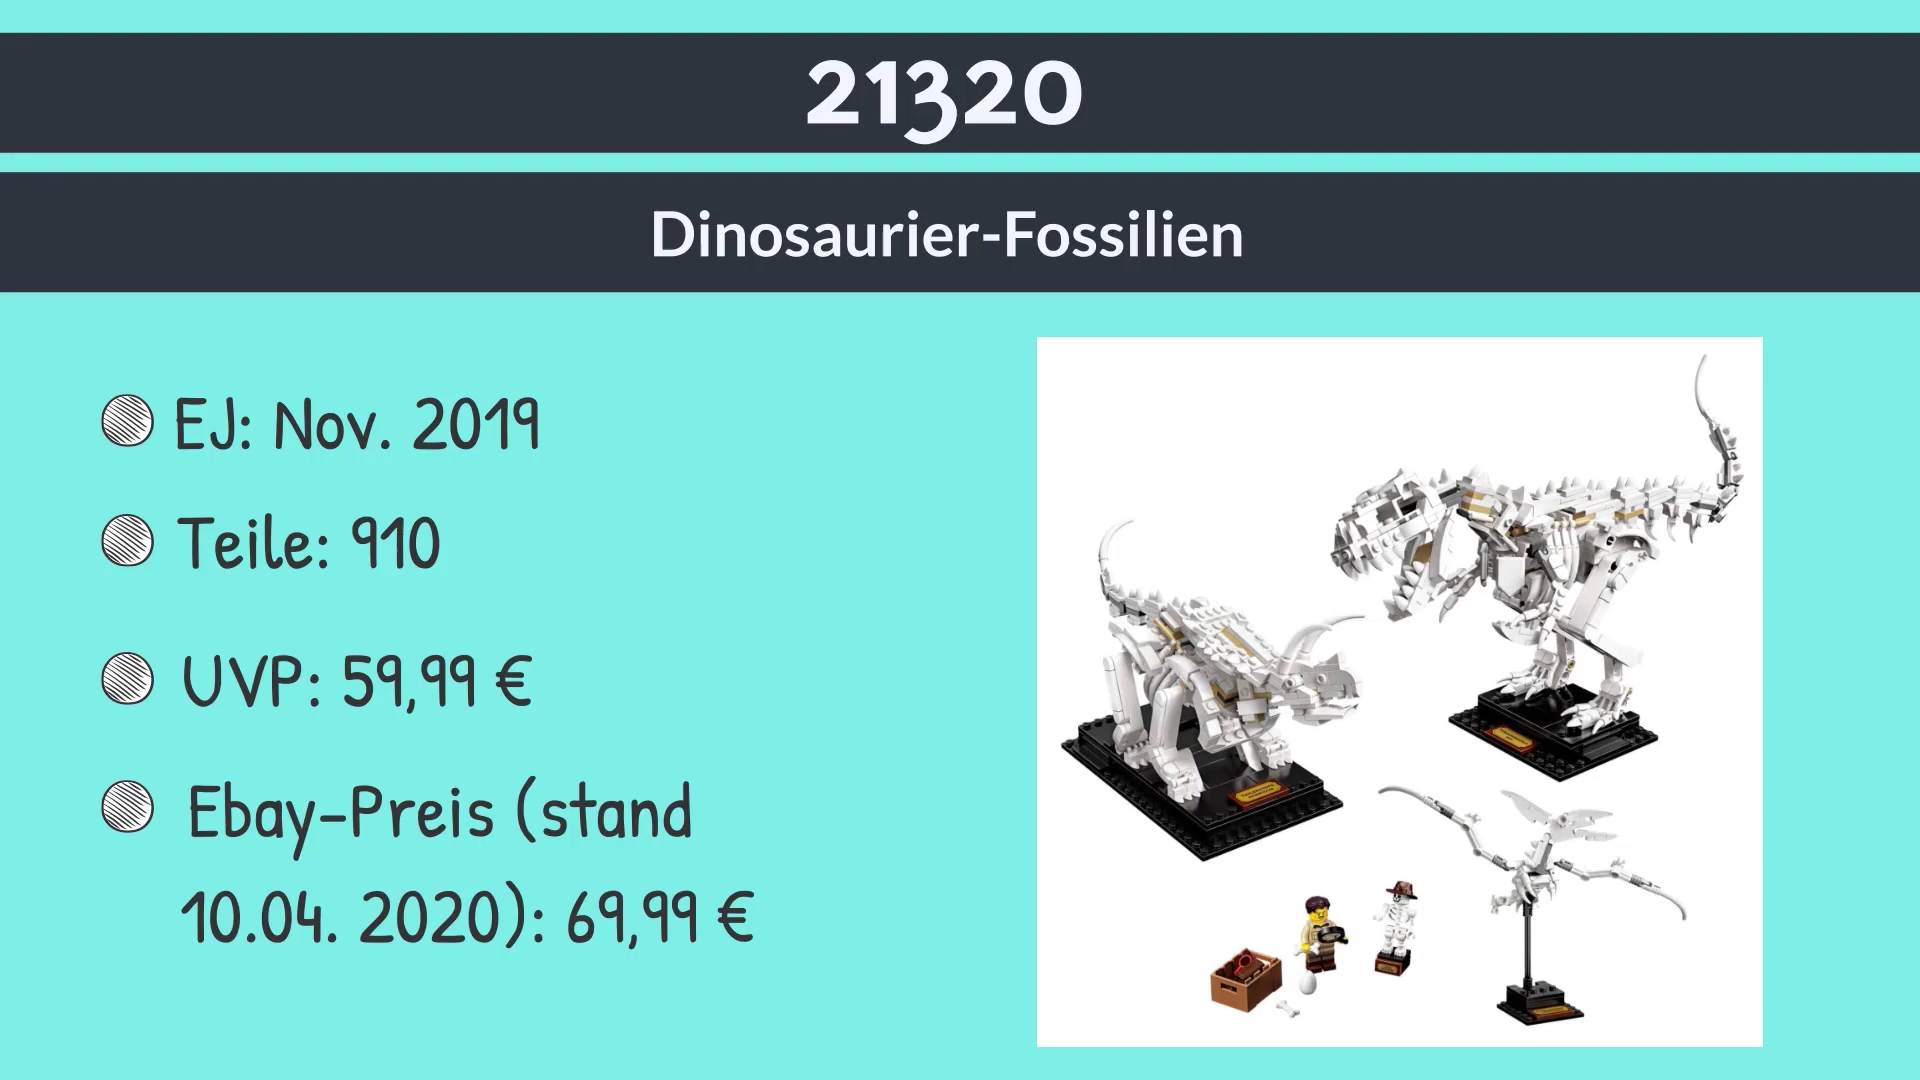 21320
Dinosaurier-Fossilien
EJ: Nov. 2019
Teile: 910
UVP: 59,99 €
Ebay-Preis (stand
10.04. 2020): 69,99 €